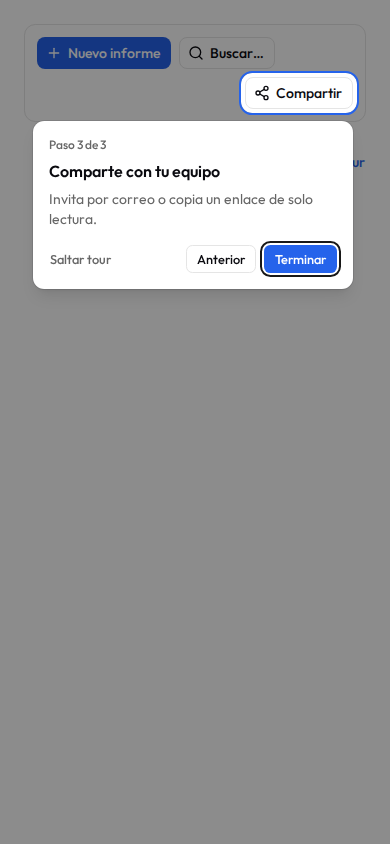 Nuevo informe
Buscar...
Compartir
ur
Paso 3 de 3
Comparte con tu equipo
Invita por correo o copia un enlace de solo
lectura.
Saltar tour
Anterior
Terminar